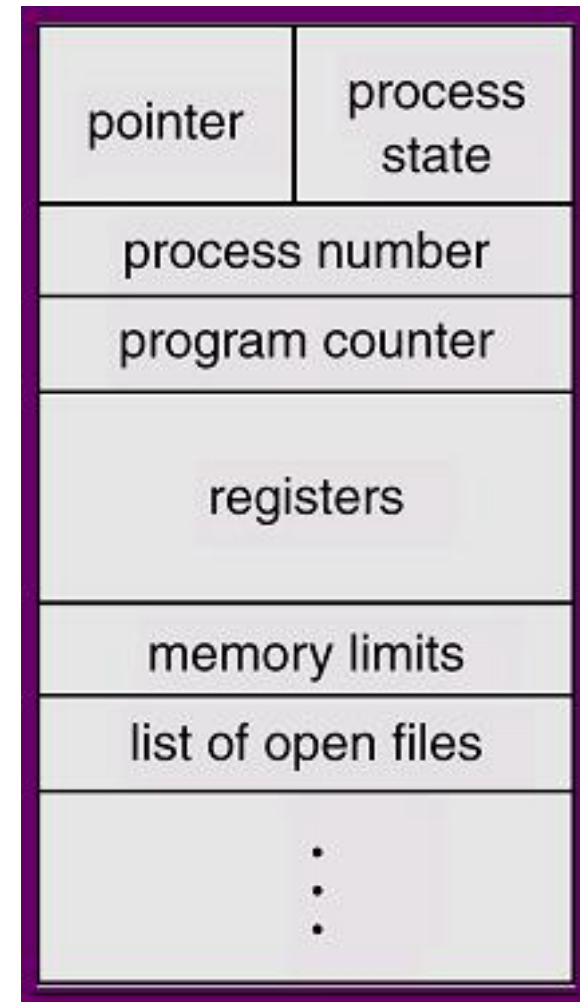 pointer
process
state
process number
program counter
registers
memory limits
list of open files
.
.
.